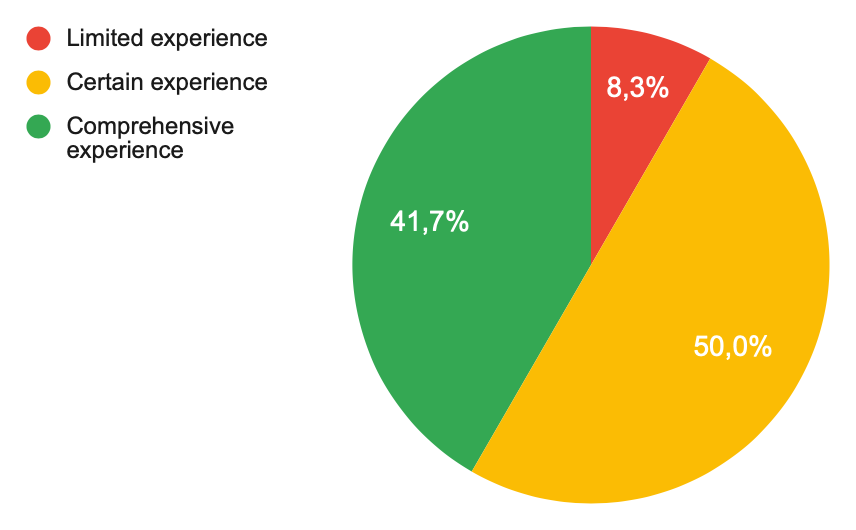 Limited experience
Certain experience
Comprehensive
experience
8,3%
41,7%
50,0%